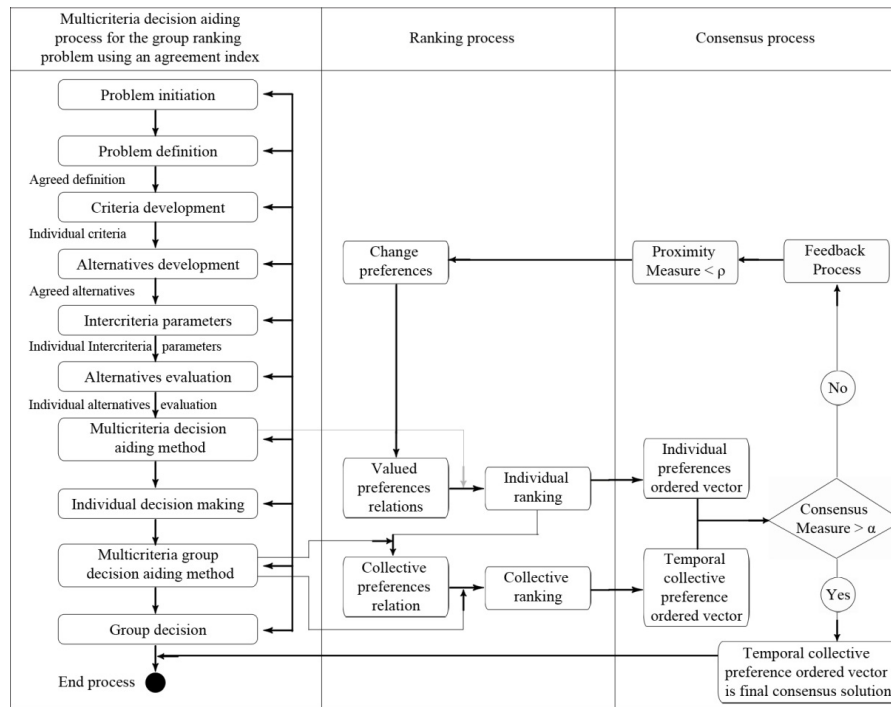 Multicriteria decision aiding
process for the group ranking
problem using an agreement index
Ranking process
Consensus process
Problem initiation
Problem definition
Agreed definition
Criteria development
Individual criteria
Alternatives development
Agreed alternatives
Intercriteria parameters
Individual Intercriteria parameters
Alternatives evaluation
Individual alternatives evaluation
Multicriteria decision
aiding method
Individual decision making
Multicriteria group
decision aiding method
Group decision
End process
Change
preferences
Valued
preferences
relations
Individual
ranking
Collective
preferences
relation
Collective
ranking
Proximity
Measure < ρ
Feedback
Process
No
Individual
preferences
ordered vector
Consensus
Measure > α
Temporal
collective
preference
ordered vector
Yes
Temporal collective
preference ordered vector
is final consensus solution